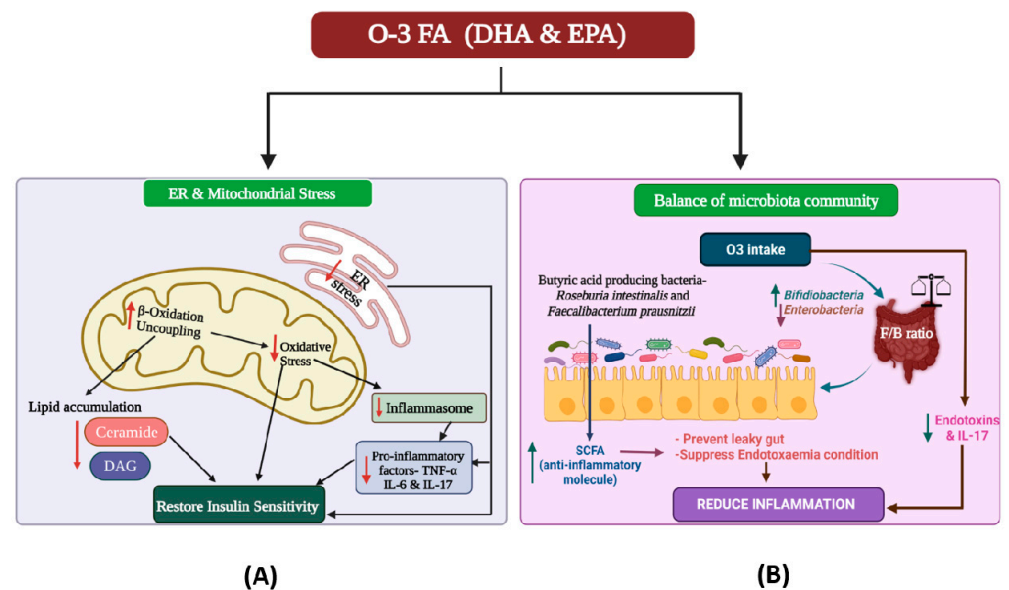 O-3 FA (DHA & EPA)
ER & Mitochondrial Stress
ER
stress
β-Oxidation
Uncoupling
Oxidative
Stress
Lipid accumulation
Ceramide
DAG
Inflammasome
Pro-inflammatory
factors- TNF-α
IL-6 & IL-17
Restore Insulin Sensitivity
(A)
Balance of microbiota community
O3 intake
Butyric acid producing bacteria-
Roseburia intestinalis and
Faecalibacterium prausnitzii
Bifidiobacteria
Enterobacteria
F/B ratio
Endotoxins
& IL-17
SCFA
(anti-inflammatory
molecule)
- Prevent leaky gut
-Suppress Endotoxaemia condition
REDUCE INFLAMMATION
(B)